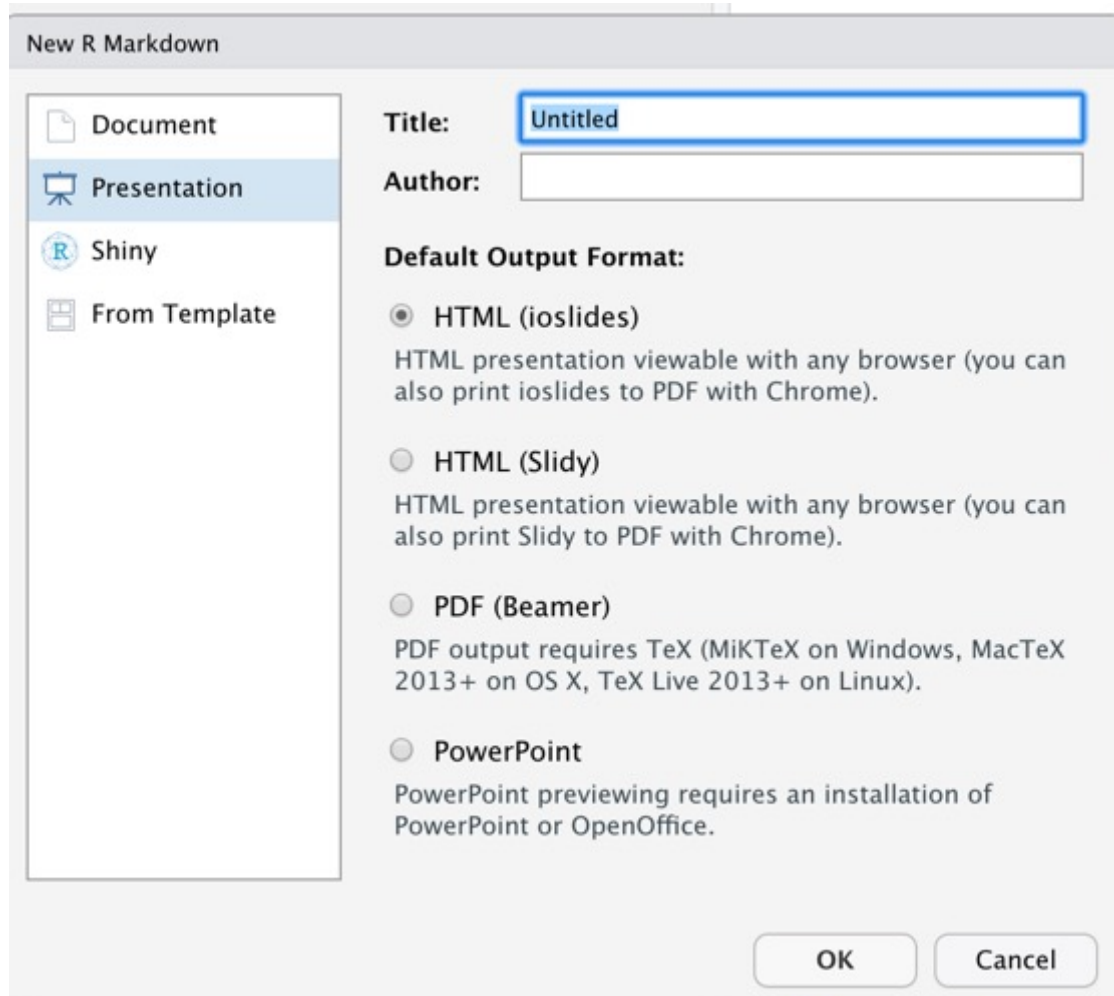 New R Markdown
Document
Presentation
Shiny
From Template
Title:
Untitled
Author:
Default Output Format:
HTML (ioslides)
HTML presentation viewable with any browser (you can
also print ioslides to PDF with Chrome).
HTML (Slidy)
HTML presentation viewable with any browser (you can
also print Slidy to PDF with Chrome).
PDF (Beamer)
PDF output requires TeX (MiKTeX on Windows, MacTeX
2013+ on OS X, TeX Live 2013+ on Linux).
PowerPoint
PowerPoint previewing requires an installation of
PowerPoint or OpenOffice.
OK
Cancel